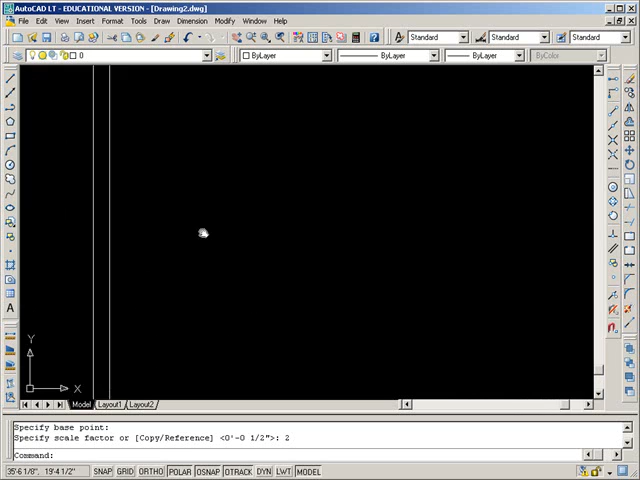 AutoCAD LT - EDUCATIONAL VERSION - [Drawing2.dwg]
File Edit View Insert Format Tools Draw Dimension Modify Window Help
Standard Standard Standard
0 ByLayer ByLayer ByLayer ByColor
A
Y
X
Model Layout1 Layout2
Specify base point:
Specify scale factor or [Copy/Reference] <0'-0 1/2">: 2
Command:
35'-6 1/8", 19'-4 1/2" SNAP GRID ORTHO POLAR OSNAP OTRACK DYN LWT MODEL